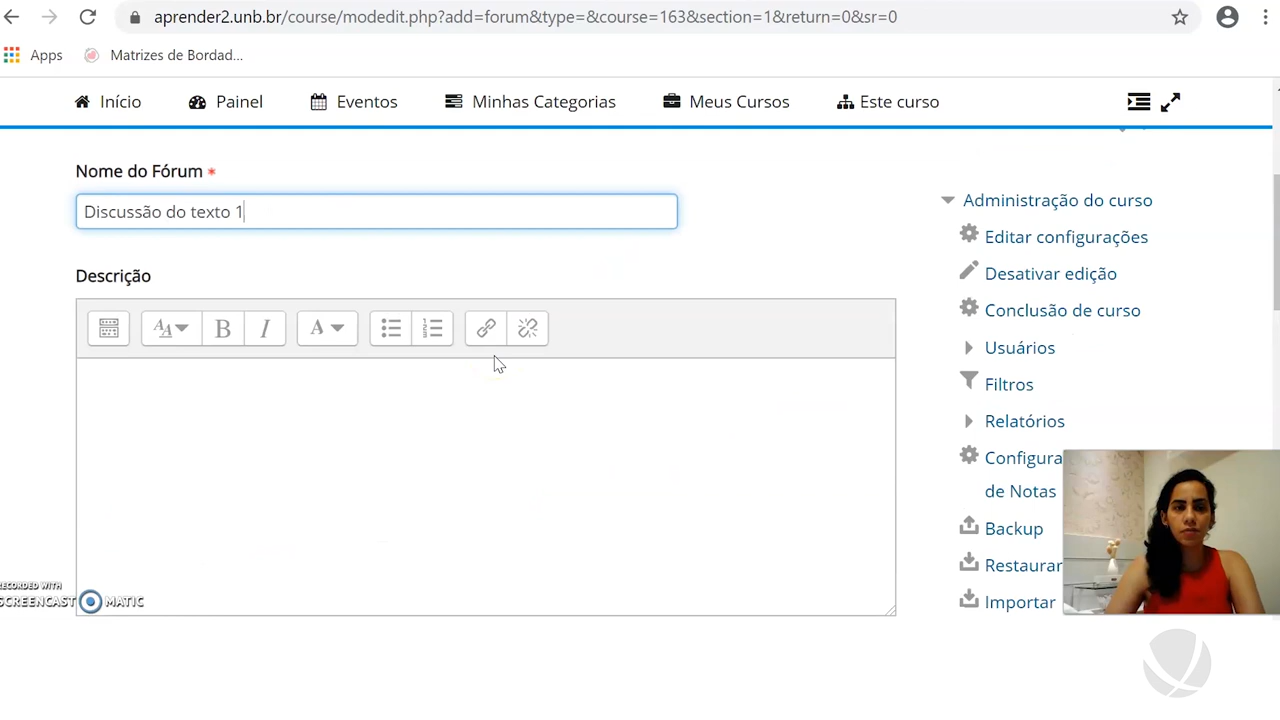 aprender2.unb.br/course/modedit.php?add=forum&type=&course=163&section=1&return=0&sr=0
Apps Matrizes de Bordad...
Início Painel Eventos Minhas Categorias Meus Cursos Este curso
Nome do Fórum *
Discussão do texto 1
Descrição
A A B I A
Administração do curso
Editar configurações
Desativar edição
Conclusão de curso
Usuários
Filtros
Relatórios
Configura
de Notas
Backup
Restaurar
Importar
RECORDED WITH
SCREENCAST MATIC